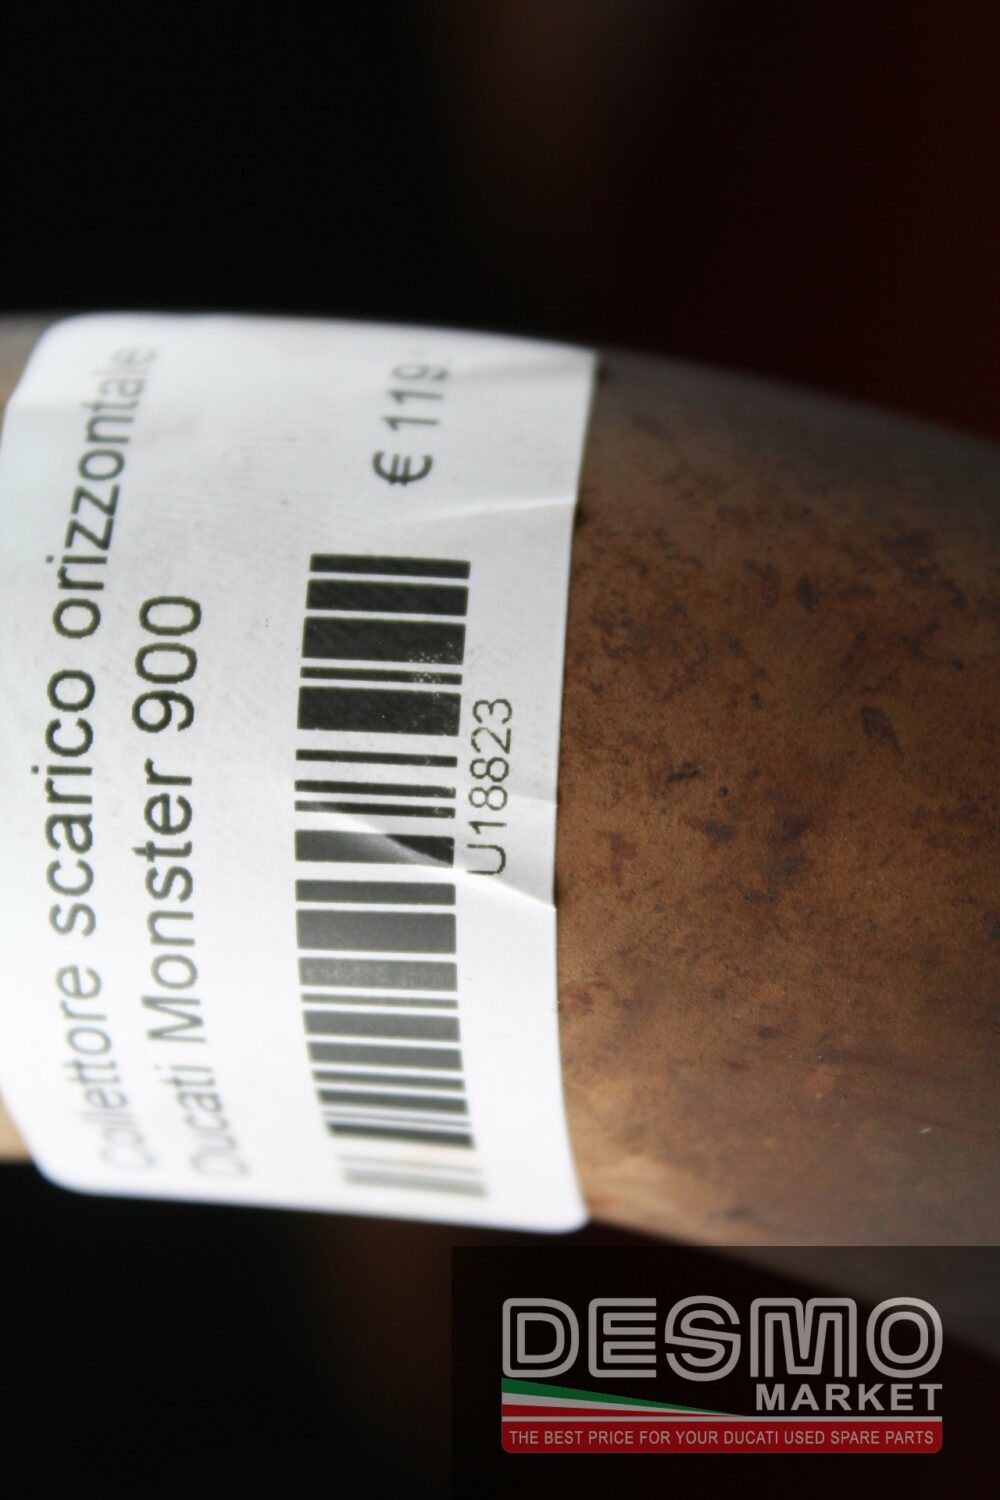 Collettore scarico orizzontale
Ducati Monster 900
€ 119
U18823
DESMO
MARKET
THE BEST PRICE FOR YOUR DUCATI USED SPARE PARTS